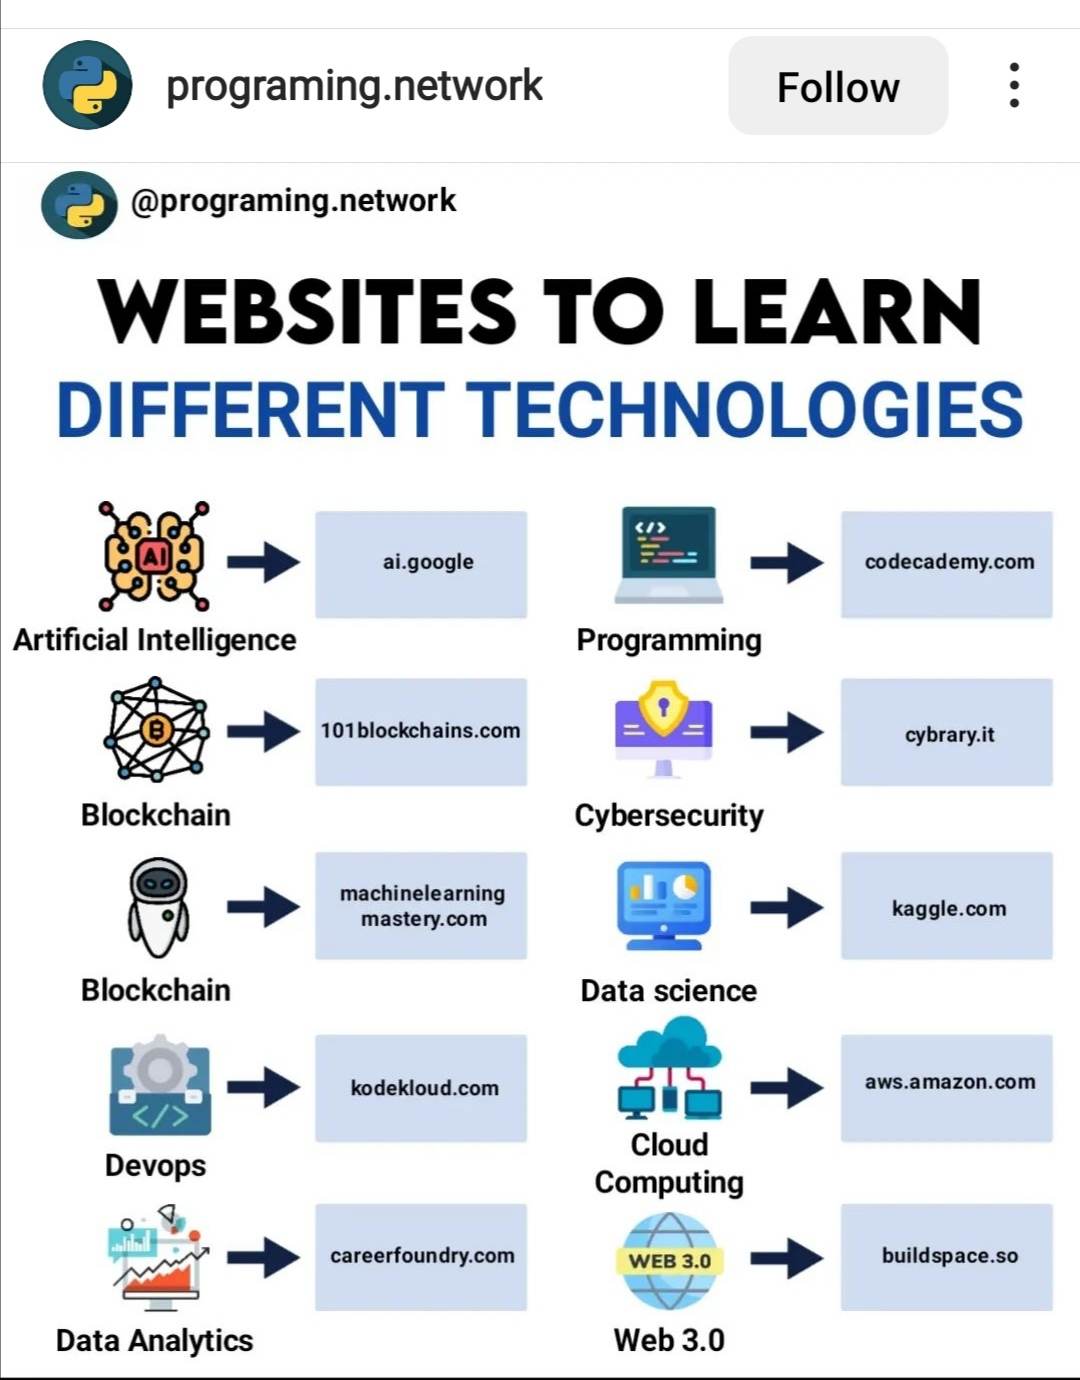 programing.network
Follow
@programing.network
WEBSITES TO LEARN
DIFFERENT TECHNOLOGIES
AI
ai.google
Artificial Intelligence
</>
codecademy.com
Programming
B
101blockchains.com
Blockchain
cybrary.it
Cybersecurity
machinelearning
mastery.com
Blockchain
kaggle.com
Data science
</>
kodekloud.com
Devops
aws.amazon.com
Cloud
Computing
careerfoundry.com
Data Analytics
WEB 3.0
buildspace.so
Web 3.0